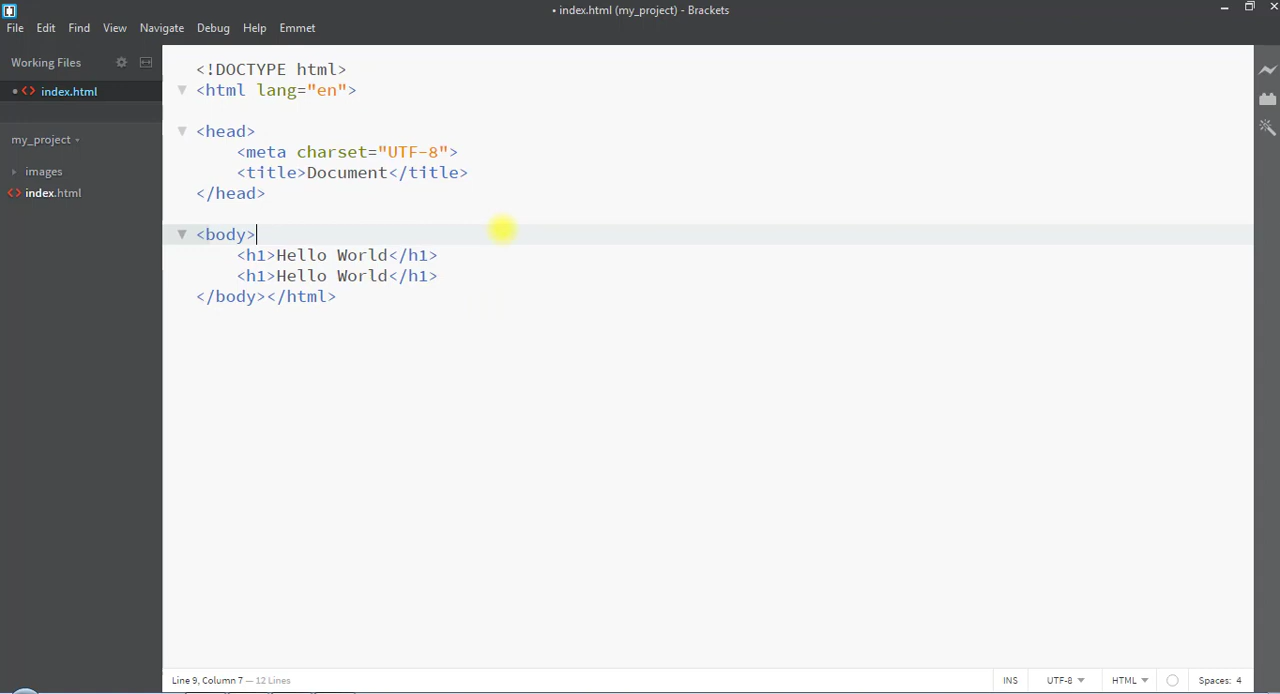 • index.html (my_project) - Brackets
File Edit Find View Navigate Debug Help Emmet
Working Files
• <> index.html
my_project
images
<> index.html
<!DOCTYPE html>
<html lang="en">
<head>
<meta charset="UTF-8">
<title>Document</title>
</head>
<body>
<h1>Hello World</h1>
<h1>Hello World</h1>
</body></html>
Line 9, Column 7 — 12 Lines
INS UTF-8 HTML Spaces: 4